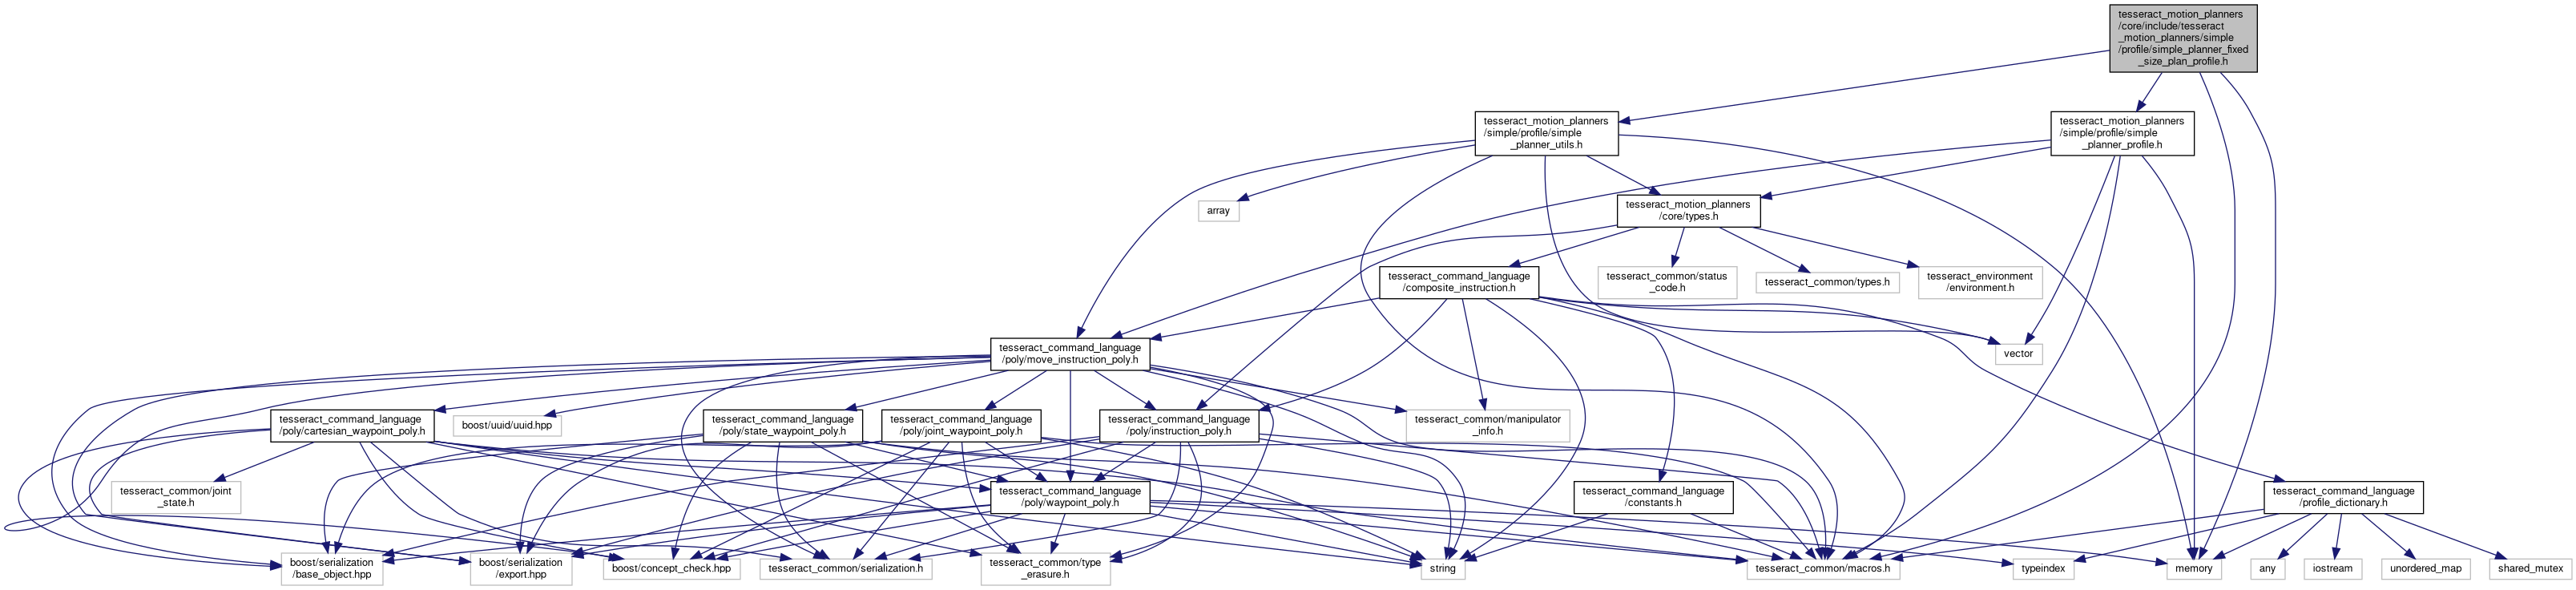 tesseract_motion_planners
/core/include/tesseract
_motion_planners/simple
/profile/simple_planner_fixed
_size_plan_profile.h
tesseract_motion_planners
/simple/profile/simple
_planner_utils.h
tesseract_motion_planners
/simple/profile/simple
_planner_profile.h
array
tesseract_motion_planners
/core/types.h
tesseract_command_language
/composite_instruction.h
tesseract_common/status
_code.h
tesseract_common/types.h
tesseract_environment
/environment.h
tesseract_command_language
/poly/move_instruction_poly.h
vector
tesseract_command_language
/poly/cartesian_waypoint_poly.h
boost/uuid/uuid.hpp
tesseract_command_language
/poly/state_waypoint_poly.h
tesseract_command_language
/poly/joint_waypoint_poly.h
tesseract_command_language
/poly/instruction_poly.h
tesseract_common/manipulator
_info.h
tesseract_common/joint
_state.h
tesseract_command_language
/poly/waypoint_poly.h
tesseract_command_language
/constants.h
tesseract_command_language
/profile_dictionary.h
boost/serialization
/base_object.hpp
boost/serialization
/export.hpp
boost/concept_check.hpp
tesseract_common/serialization.h
tesseract_common/type
_erasure.h
string
tesseract_common/macros.h
typeindex
memory
any
iostream
unordered_map
shared_mutex